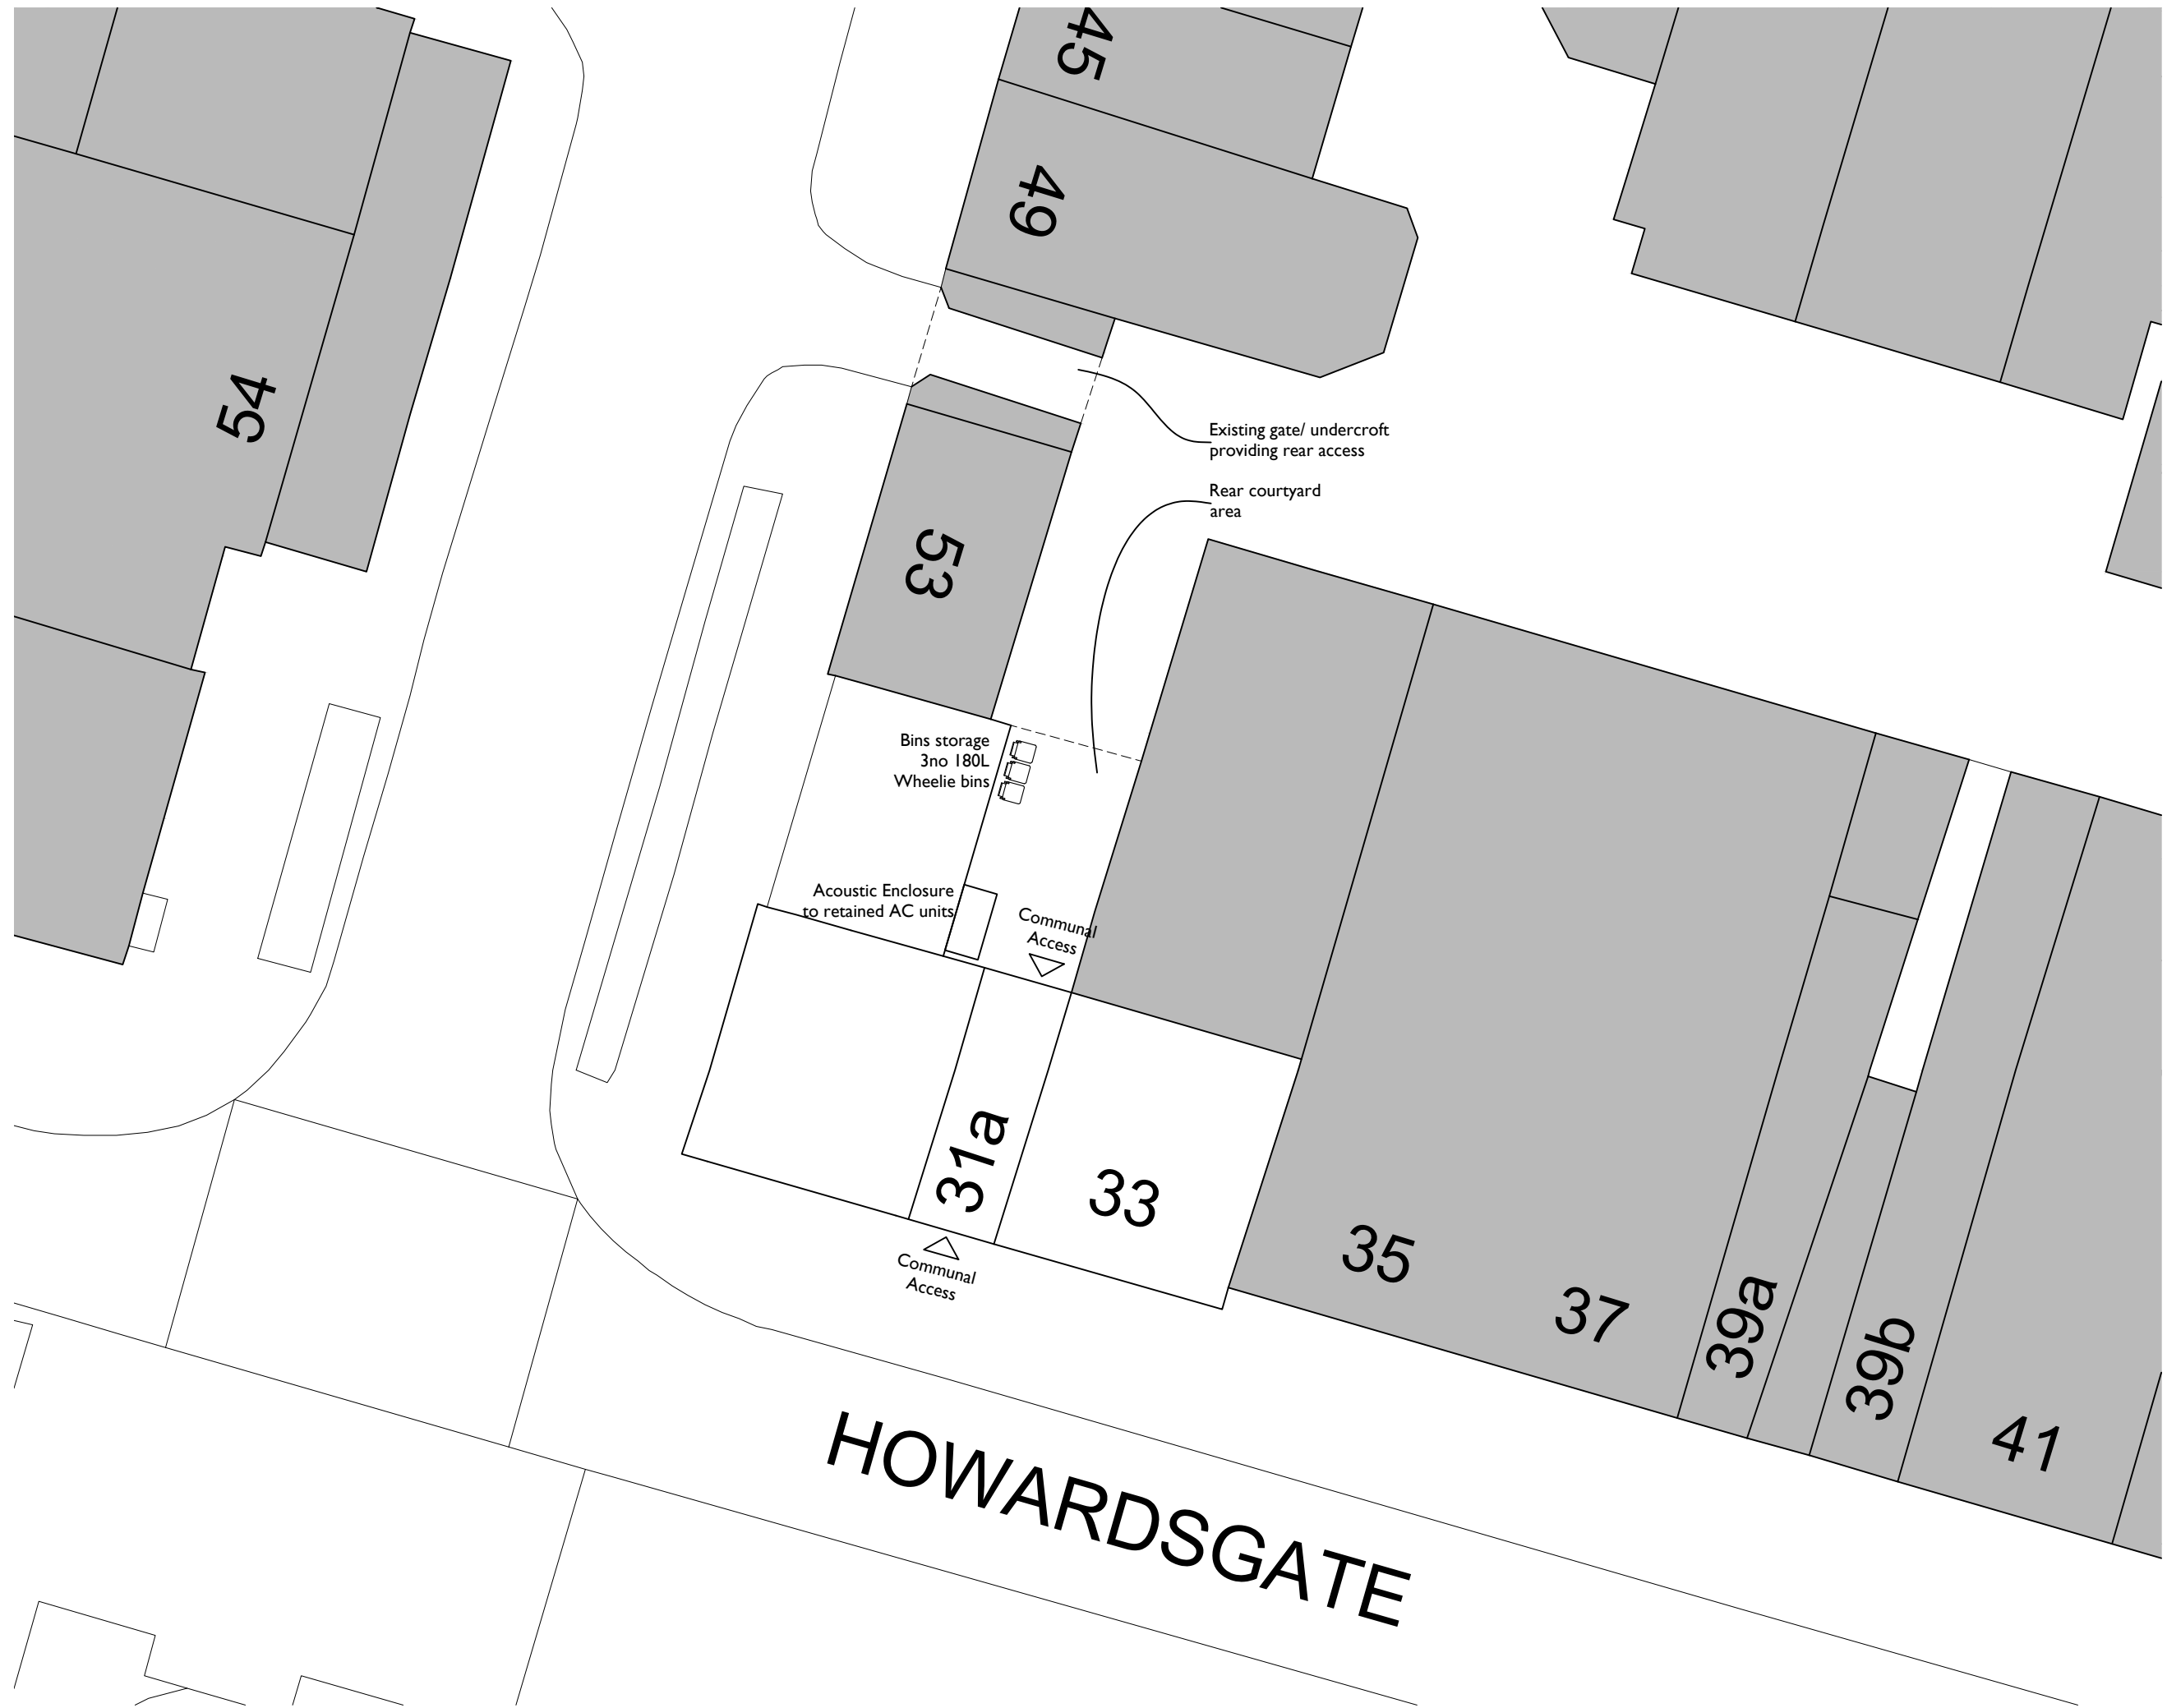 45
49
54
Existing gate/ undercroft
providing rear access
Rear courtyard
area
53
Bins storage
3no 180L
Wheelie bins
Acoustic Enclosure
to retained AC units
Communal
Access
31a
33
35
37
39a
39b
41
Communal
Access
HOWARDSGATE